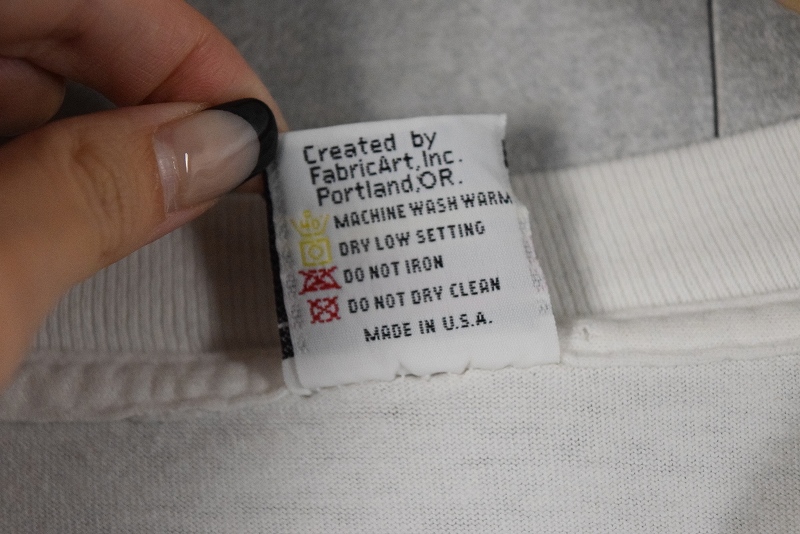 Created by
FabricArt,Inc.
Portland,OR.
40 MACHINE WASH WARM
DRY LOW SETTING
DO NOT IRON
DO NOT DRY CLEAN
MADE IN U.S.A.